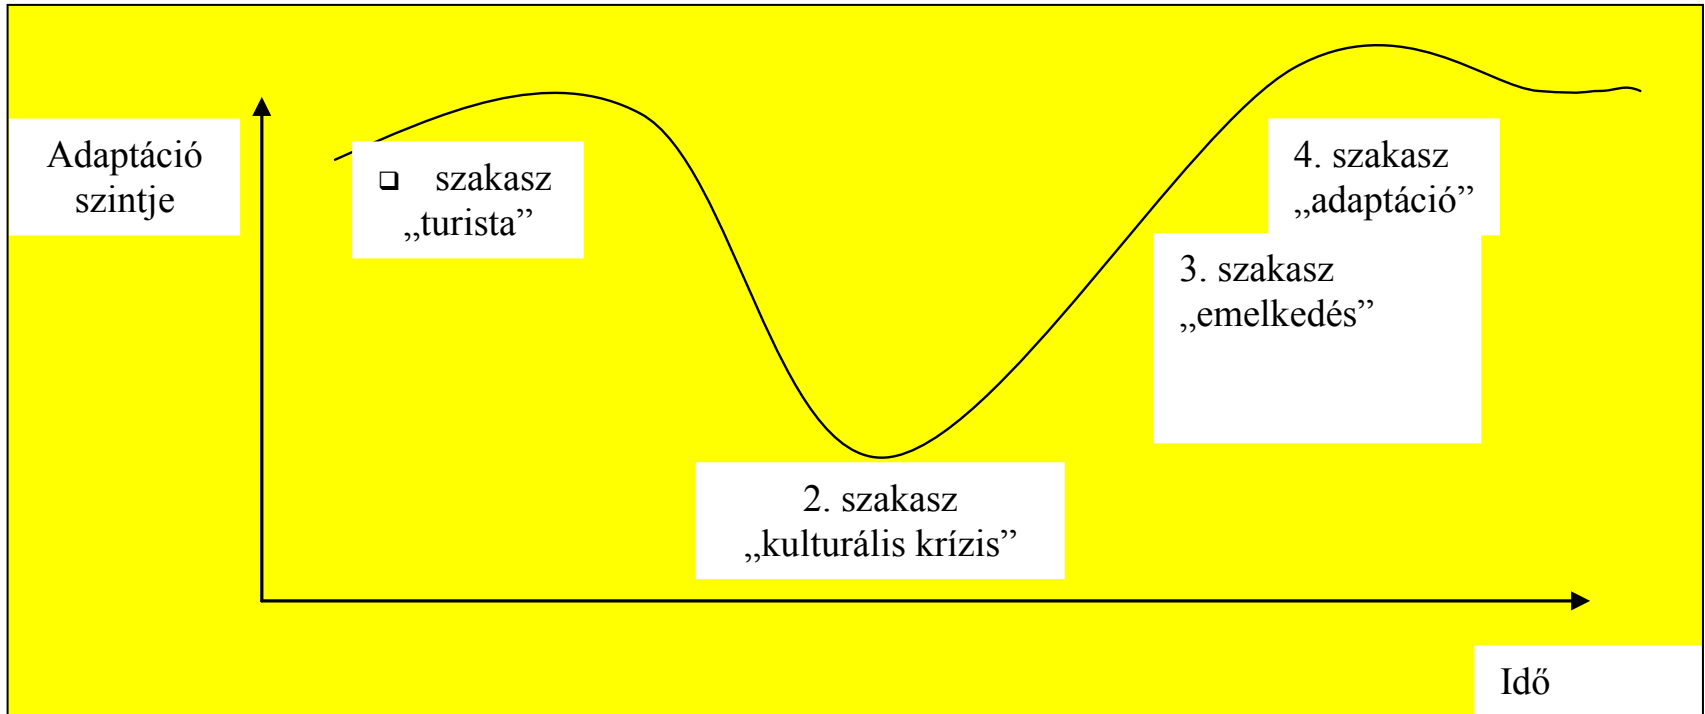 Adaptáció
szintje
❑ szakasz
„turista”
2. szakasz
„kulturális krízis”
3. szakasz
„emelkedés”
4. szakasz
„adaptáció”
Idő